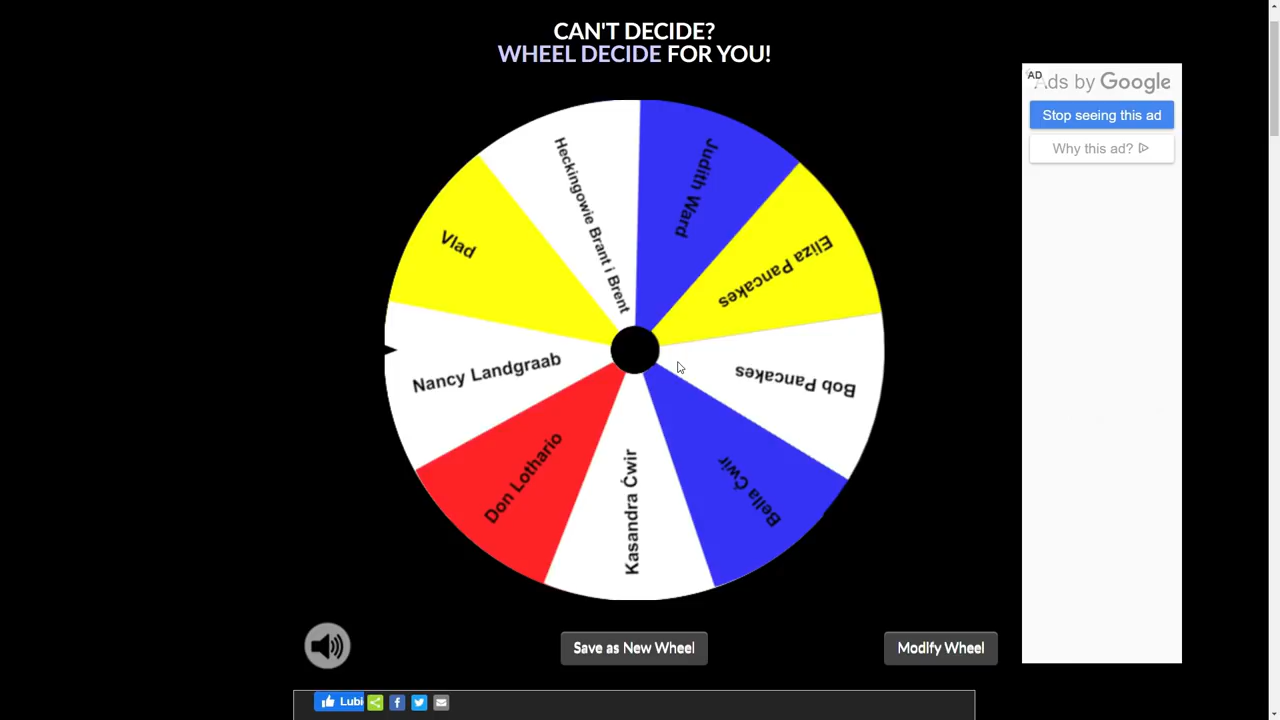 CAN'T DECIDE?
WHEEL DECIDE FOR YOU!
AD
Ads by Google
Stop seeing this ad
Why this ad?
Heckingowie Brant i Brent
Judith Ward
Vlad
Eliza Pancakes
Nancy Landgraab
Bob Pancakes
Don Lothario
Kasandra Ćwir
Bella Ćwir
Save as New Wheel
Modify Wheel
Lubi